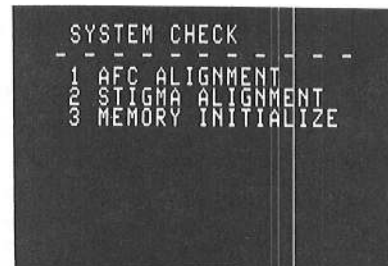 SYSTEM CHECK
- - - - - - - - - - -
1 AFC ALIGNMENT
2 STIGMA ALIGNMENT
3 MEMORY INITIALIZE